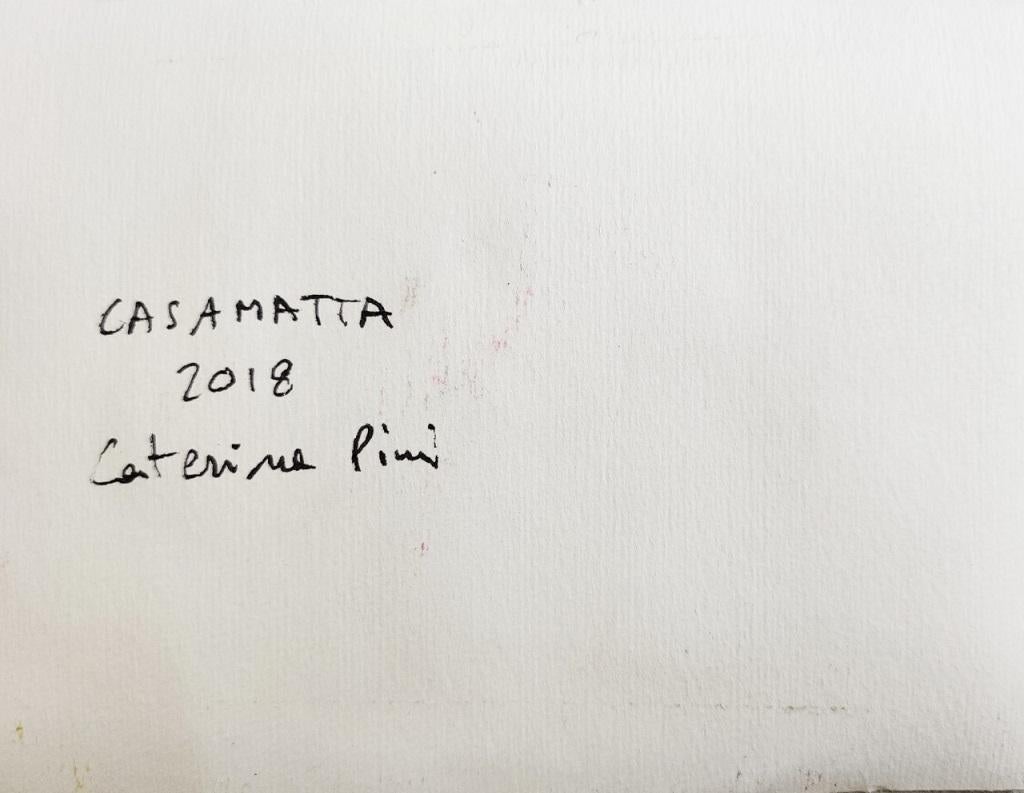 CASAMATTA
2018
Caterina Pini